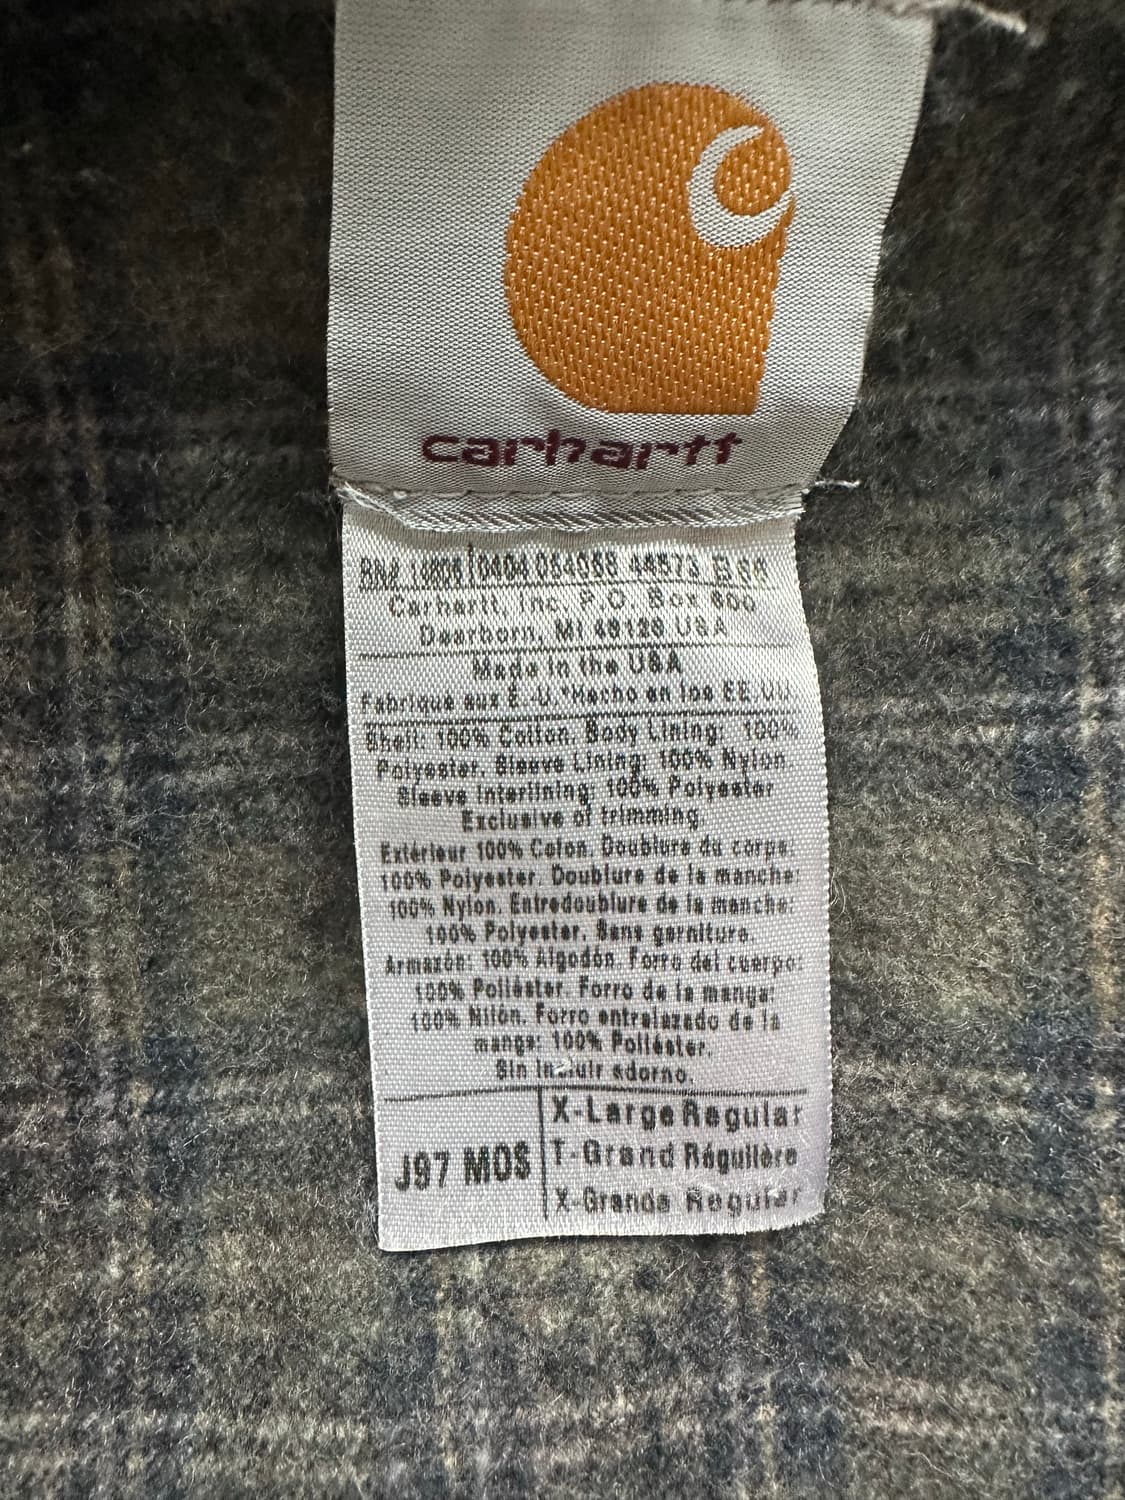 carhartt
RN# 14806 0404 054058 44573 B66
Carhartt, Inc. P.O. Box 600
Dearborn, MI 48126 USA
Made in the USA
Fabriqué aux É.-U.*Hecho en los EE.UU.
Shell: 100% Cotton. Body Lining: 100%
Polyester. Sleeve Lining: 100% Nylon
Sleeve Interlining: 100% Polyester
Exclusive of trimming.
Extérieur 100% Coton. Doublure du corps:
100% Polyester. Doublure de la manche:
100% Nylon. Entredoublure de la manche:
100% Polyester. Sans garniture.
Armazón: 100% Algodón. Forro del cuerpo:
100% Poliéster. Forro de la manga:
100% Nilón. Forro entrelazado de la
manga: 100% Poliéster.
Sin Incluir adorno.
J97 MOS
X-Large Regular
T-Grand Régulière
X-Grande Regular